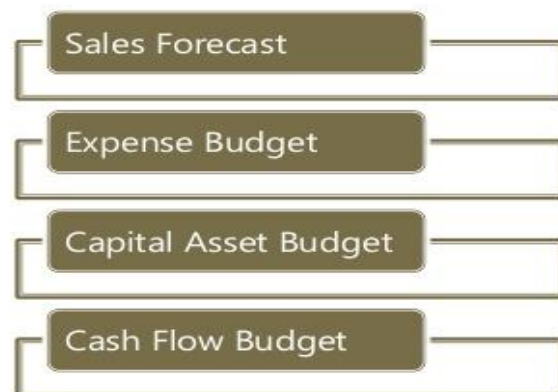 Sales Forecast
Expense Budget
Capital Asset Budget
Cash Flow Budget